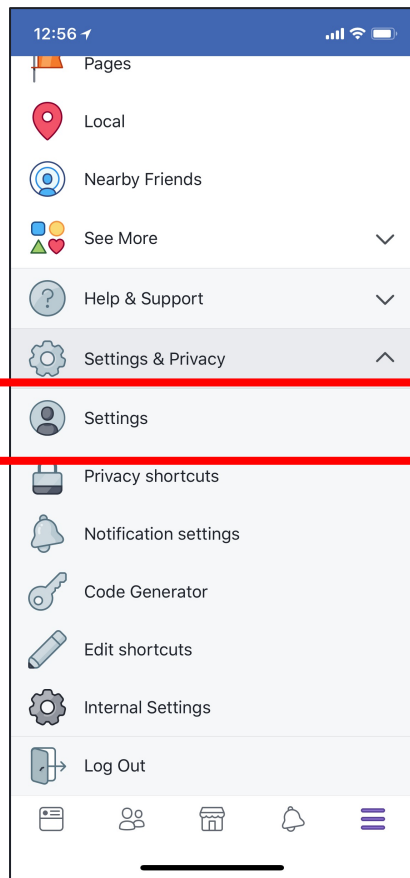 12:56
Pages
Local
Nearby Friends
See More
Help & Support
Settings & Privacy
Settings
Privacy shortcuts
Notification settings
Code Generator
Edit shortcuts
Internal Settings
Log Out